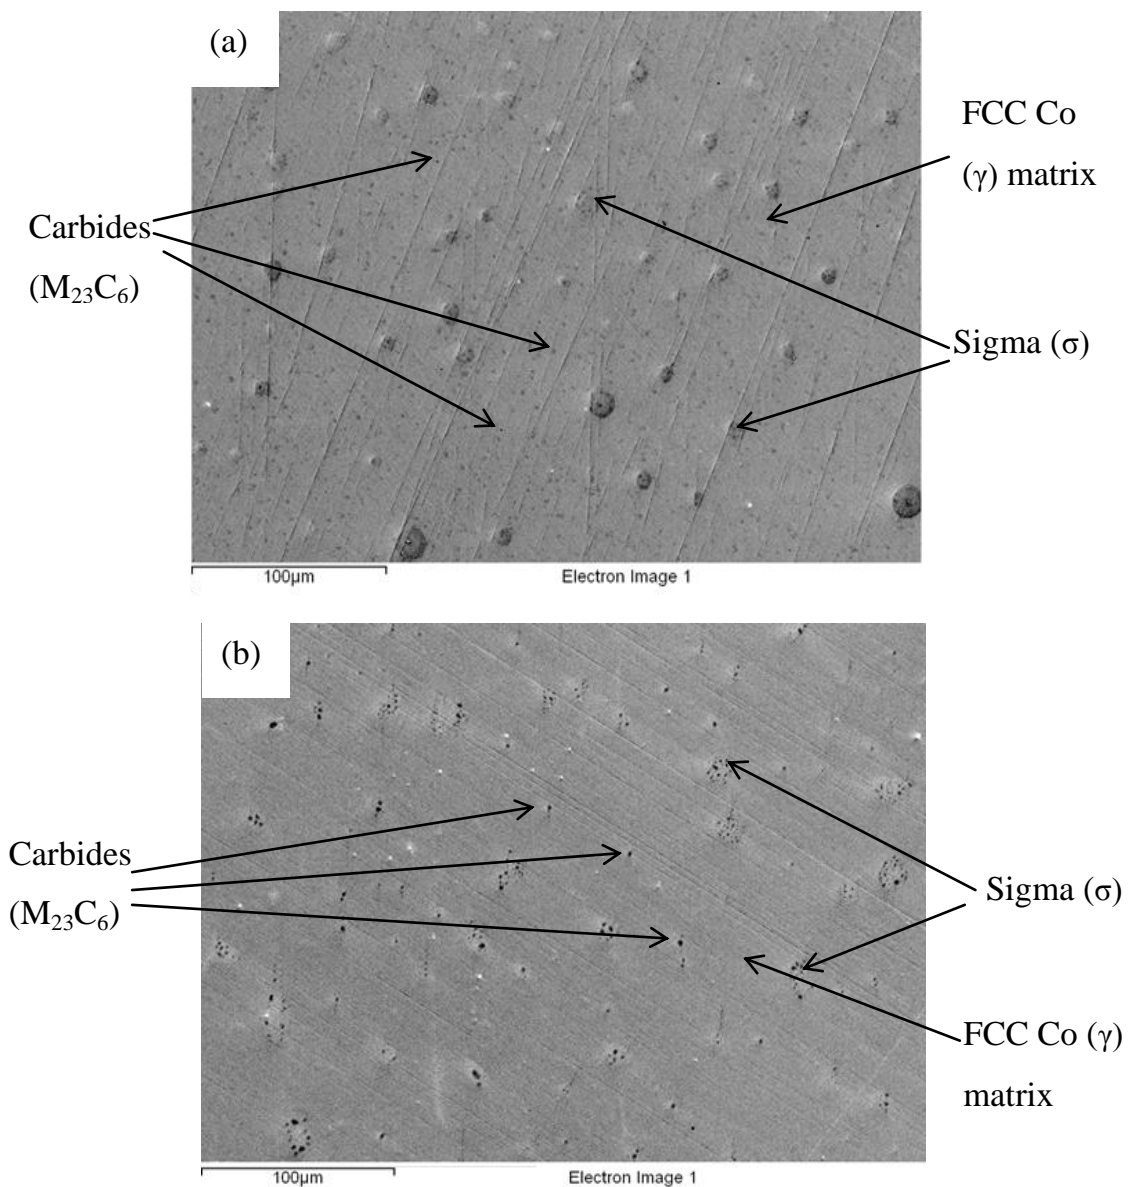 (a)
FCC Co
(γ) matrix
Carbides
(M₂₃C₆)
Sigma (σ)
100μm
Electron Image 1
(b)
Carbides
(M₂₃C₆)
Sigma (σ)
FCC Co (γ)
matrix
100μm
Electron Image 1